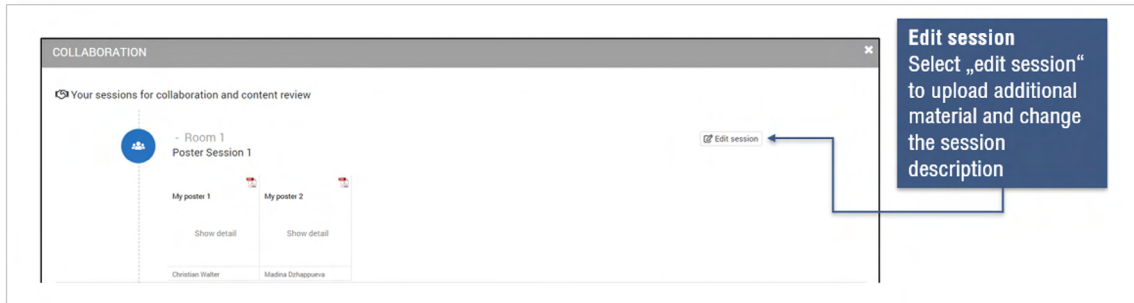 COLLABORATION
Your sessions for collaboration and content review
- Room 1
Poster Session 1
Edit session
My poster 1
My poster 2
Show detail
Show detail
Christian Walter
Madina Dzhappueva
Edit session
Select „edit session“
to upload additional
material and change
the session
description